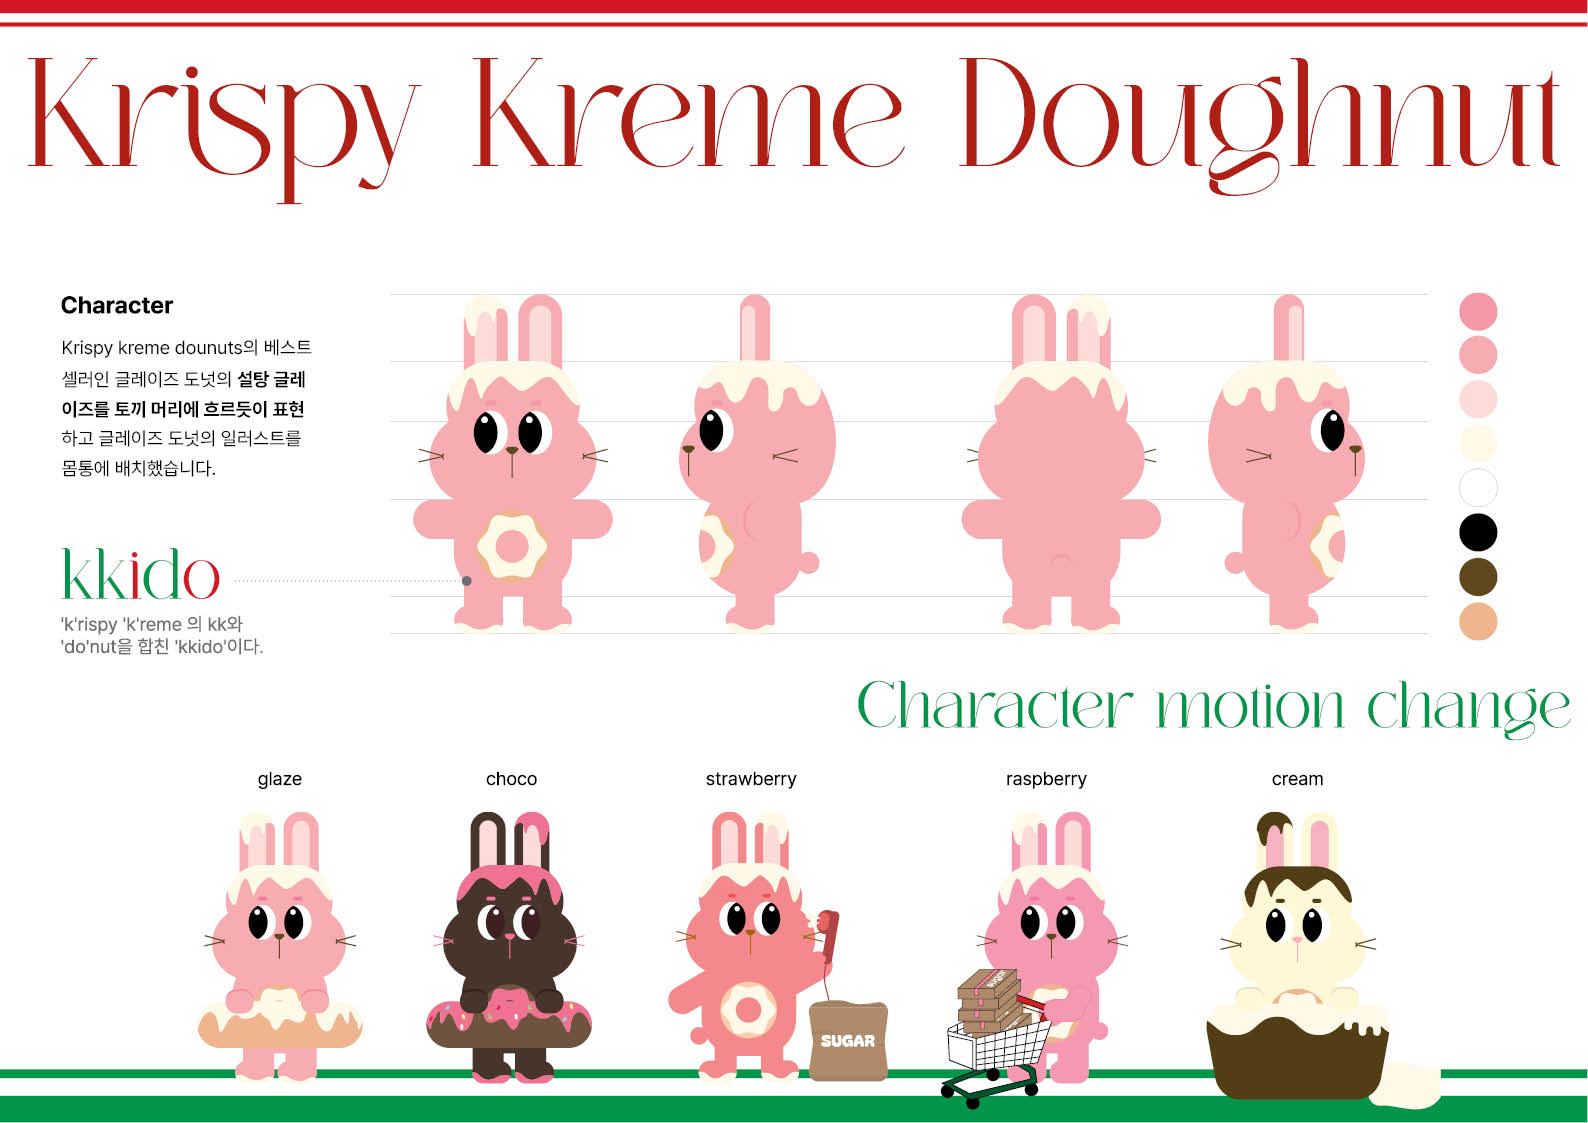 Krispy Kreme Doughnut
Character
Krispy kreme dounuts의 베스트
셀러인 글레이즈 도넛의 설탕 글레
이즈를 토끼 머리에 흐르듯이 표현
하고 글레이즈 도넛의 일러스트를
몸통에 배치했습니다.
kkido
'k'rispy 'k'reme 의 kk와
'do'nut을 합친 'kkido'이다.
Character motion change
glaze
choco
strawberry
raspberry
cream
SUGAR